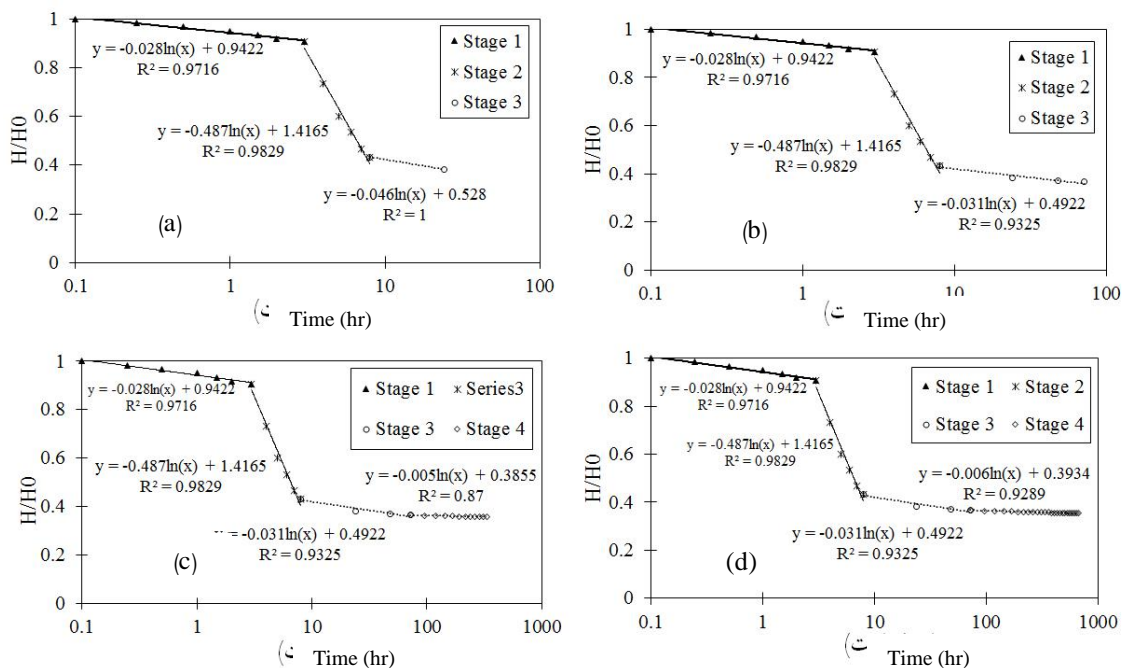 1
0.8
0.6
0.4
0.2
0
H/H0
y = -0.028ln(x) + 0.9422
R² = 0.9716
y = -0.487ln(x) + 1.4165
R² = 0.9829
y = -0.046ln(x) + 0.528
R² = 1
Stage 1
Stage 2
Stage 3
(a)
0.1 1 10 100
Time (hr)
1
0.8
0.6
0.4
0.2
0
H/H0
y = -0.028ln(x) + 0.9422
R² = 0.9716
y = -0.487ln(x) + 1.4165
R² = 0.9829
y = -0.031ln(x) + 0.4922
R² = 0.9325
Stage 1
Stage 2
Stage 3
(b)
0.1 1 10 100
Time (hr)
1
0.8
0.6
0.4
0.2
0
H/H0
y = -0.028ln(x) + 0.9422
R² = 0.9716
y = -0.487ln(x) + 1.4165
R² = 0.9829
y = -0.031ln(x) + 0.4922
R² = 0.9325
y = -0.005ln(x) + 0.3855
R² = 0.87
Stage 1 Series3
Stage 3 Stage 4
(c)
0.1 1 10 100 1000
Time (hr)
1
0.8
0.6
0.4
0.2
0
H/H0
y = -0.028ln(x) + 0.9422
R² = 0.9716
y = -0.487ln(x) + 1.4165
R² = 0.9829
y = -0.031ln(x) + 0.4922
R² = 0.9325
y = -0.006ln(x) + 0.3934
R² = 0.9289
Stage 1 Stage 2
Stage 3 Stage 4
(d)
0.1 1 10 100 1000
Time (hr)